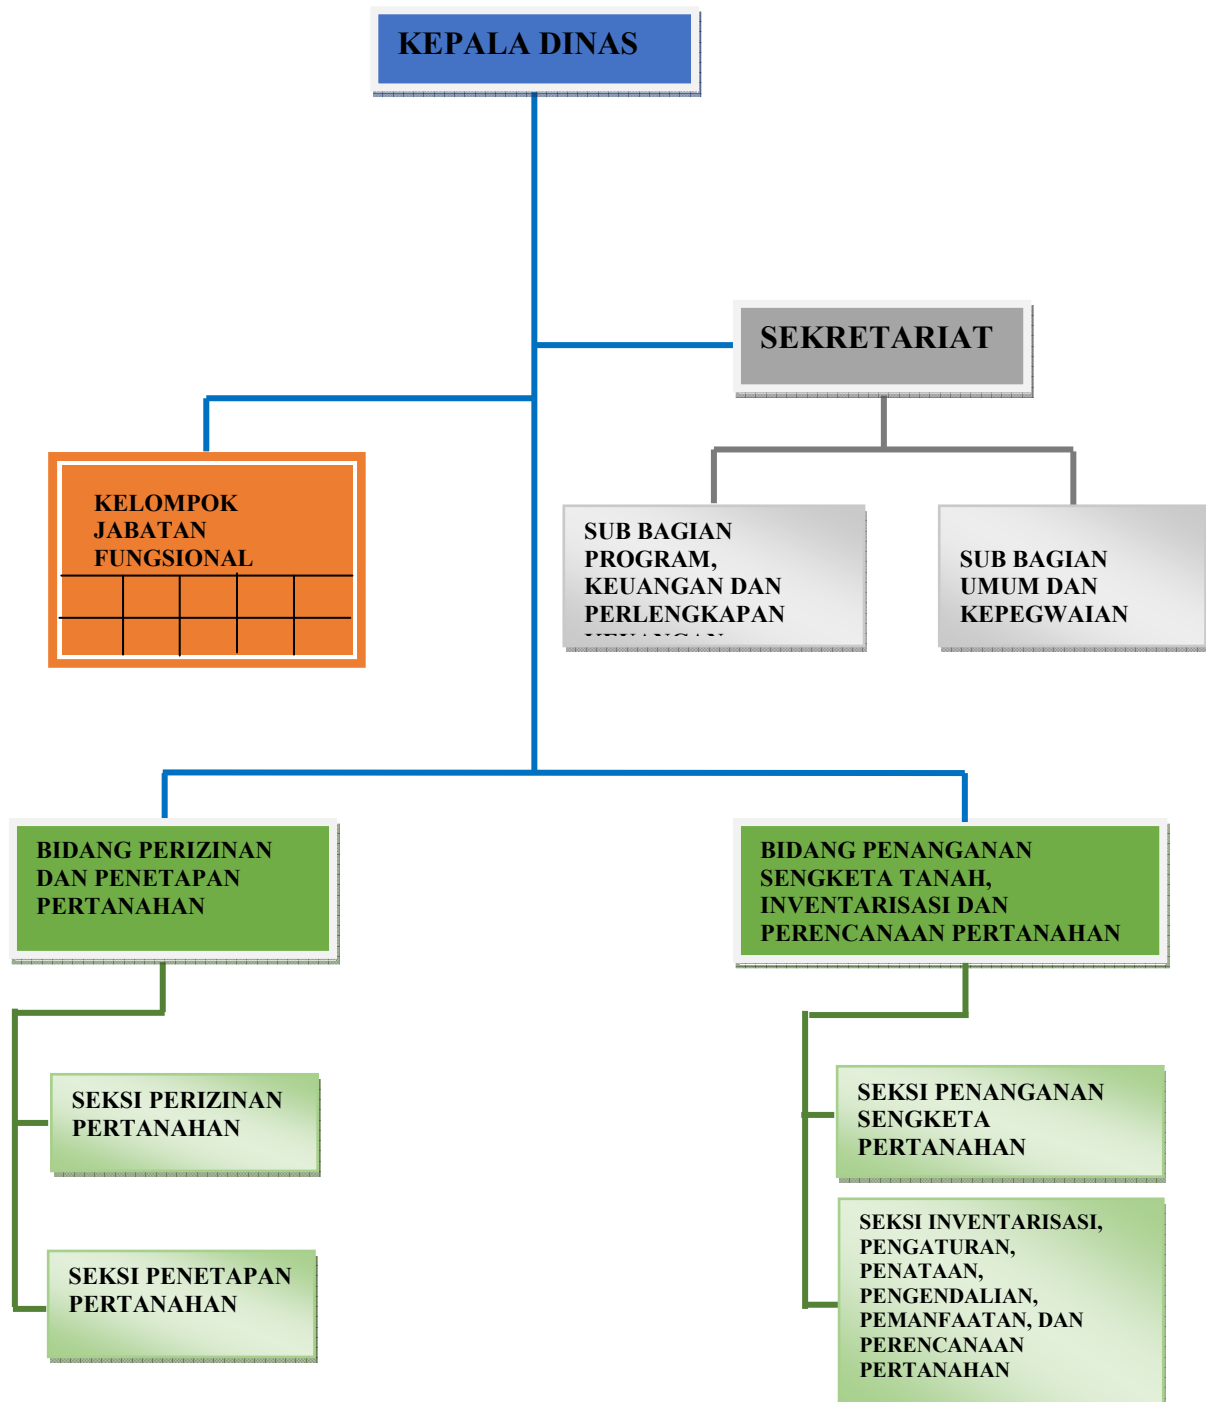 KEPALA DINAS
SEKRETARIAT
KELOMPOK
JABATAN
FUNGSIONAL
SUB BAGIAN
PROGRAM,
KEUANGAN DAN
PERLENGKAPAN
KEUANGAN
SUB BAGIAN
UMUM DAN
KEPEGWAIAN
BIDANG PERIZINAN
DAN PENETAPAN
PERTANAHAN
BIDANG PENANGANAN
SENGKETA TANAH,
INVENTARISASI DAN
PERENCANAAN PERTANAHAN
SEKSI PERIZINAN
PERTANAHAN
SEKSI PENETAPAN
PERTANAHAN
SEKSI PENANGANAN
SENGKETA
PERTANAHAN
SEKSI INVENTARISASI,
PENGATURAN,
PENATAAN,
PENGENDALIAN,
PEMANFAATAN, DAN
PERENCANAAN
PERTANAHAN